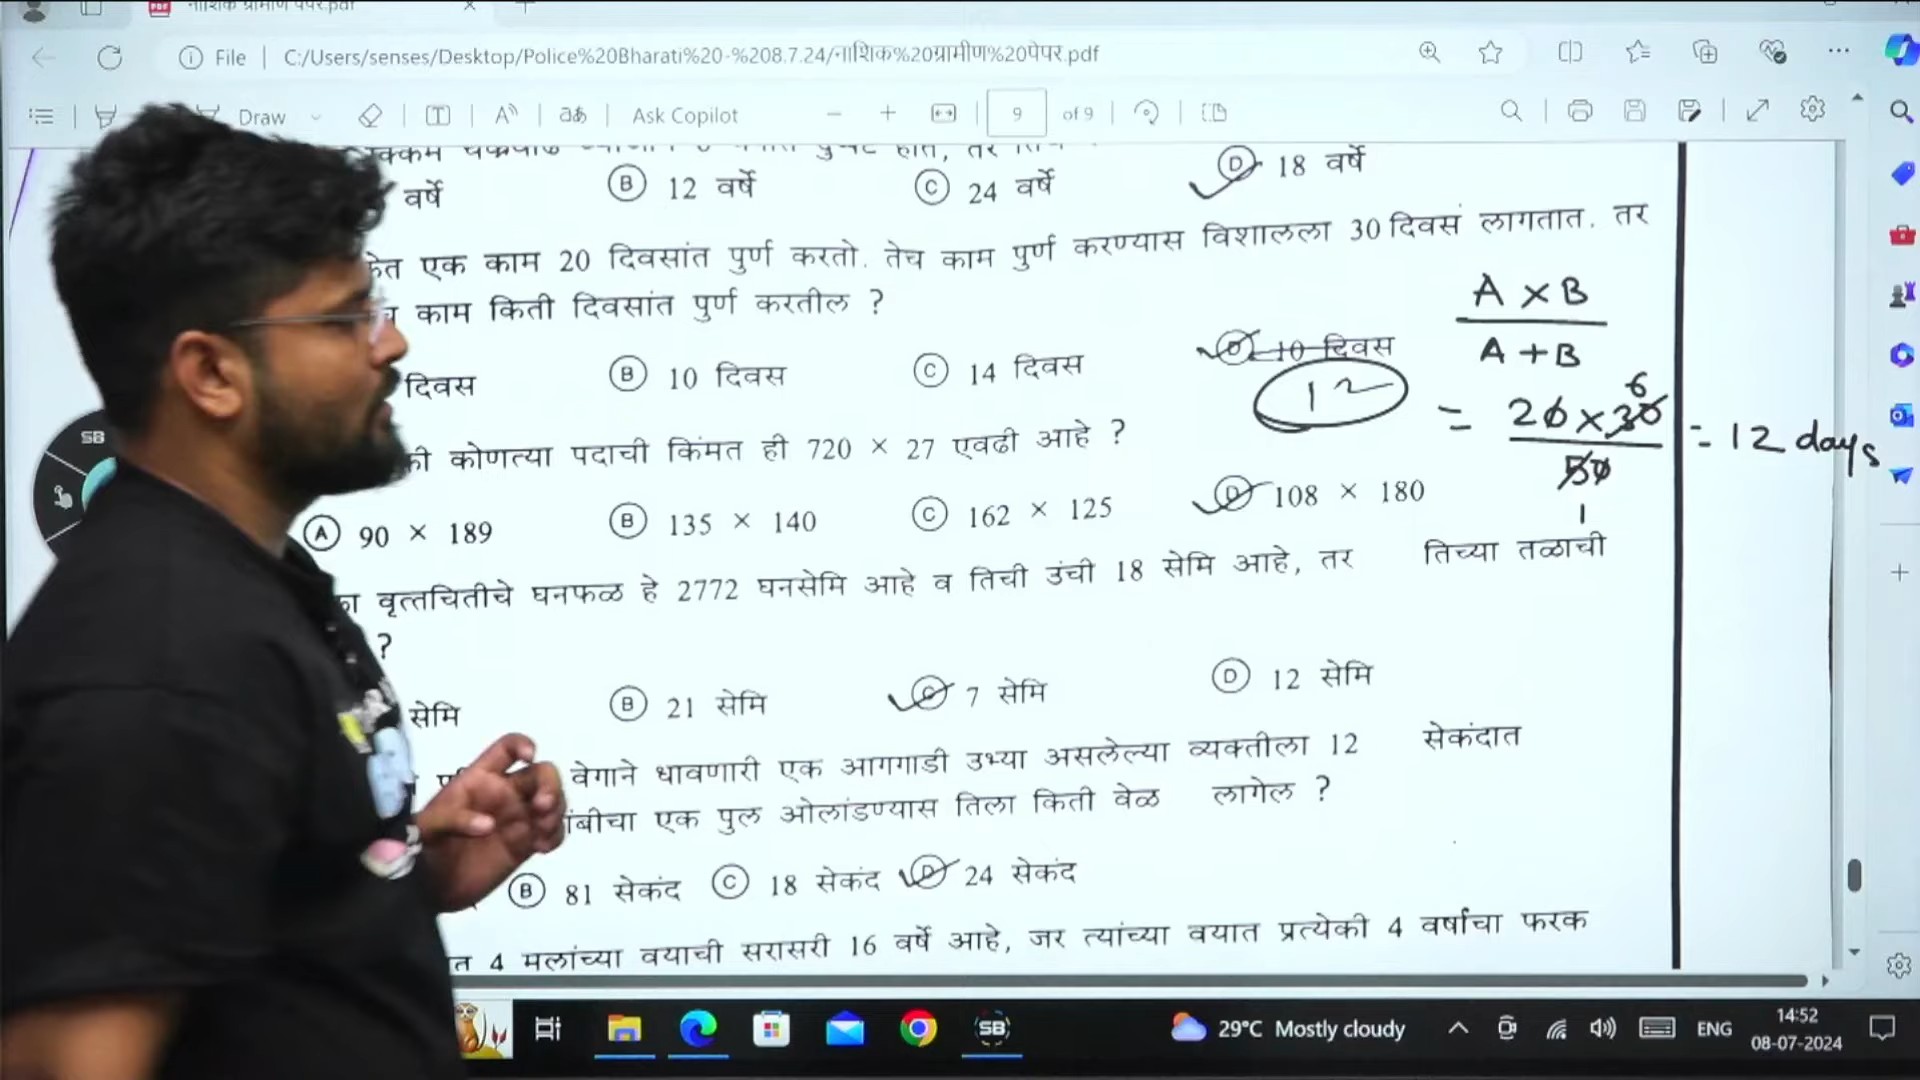 File | C:/Users/senses/Desktop/Police%20Bharati%20-%208.7.24/नाशिक%20ग्रामीण%20पेपर.pdf
Draw Ask Copilot 9 of 9
वर्षे B 12 वर्षे C 24 वर्षे D 18 वर्षे
एक काम 20 दिवसांत पुर्ण करतो. तेच काम पुर्ण करण्यास विशालला 30 दिवसं लागतात. तर
काम किती दिवसांत पुर्ण करतील ?
दिवस B 10 दिवस C 14 दिवस D 10 दिवस
12
A × B
A + B
= 20 × 30 6
50 1
= 12 days
कोणत्या पदाची किंमत ही 720 × 27 एवढी आहे ?
A 90 × 189 B 135 × 140 C 162 × 125 D 108 × 180
वृत्तचितीचे घनफळ हे 2772 घनसेमि आहे व तिची उंची 18 सेमि आहे, तर तिच्या तळाची
?
सेमि B 21 सेमि C 7 सेमि D 12 सेमि
वेगाने धावणारी एक आगगाडी उभ्या असलेल्या व्यक्तीला 12 सेकंदात
एक पुल ओलांडण्यास तिला किती वेळ लागेल ?
B 81 सेकंद C 18 सेकंद D 24 सेकंद
4 मलांच्या वयाची सरासरी 16 वर्षे आहे, जर त्यांच्या वयात प्रत्येकी 4 वर्षांचा फरक
SB
SB 29°C Mostly cloudy ENG 14:52
08-07-2024